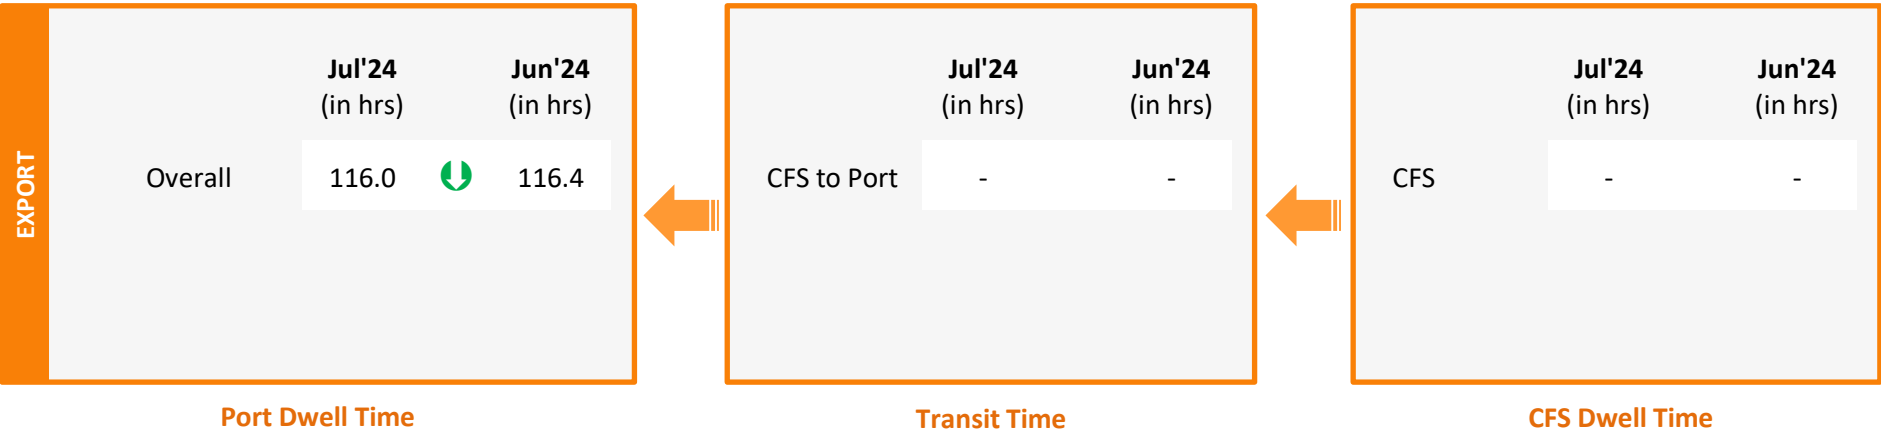 EXPORT
Jul'24 Jun'24
(in hrs) (in hrs)
Overall 116.0 116.4
Port Dwell Time
Jul'24 Jun'24
(in hrs) (in hrs)
CFS to Port - -
Transit Time
Jul'24 Jun'24
(in hrs) (in hrs)
CFS - -
CFS Dwell Time